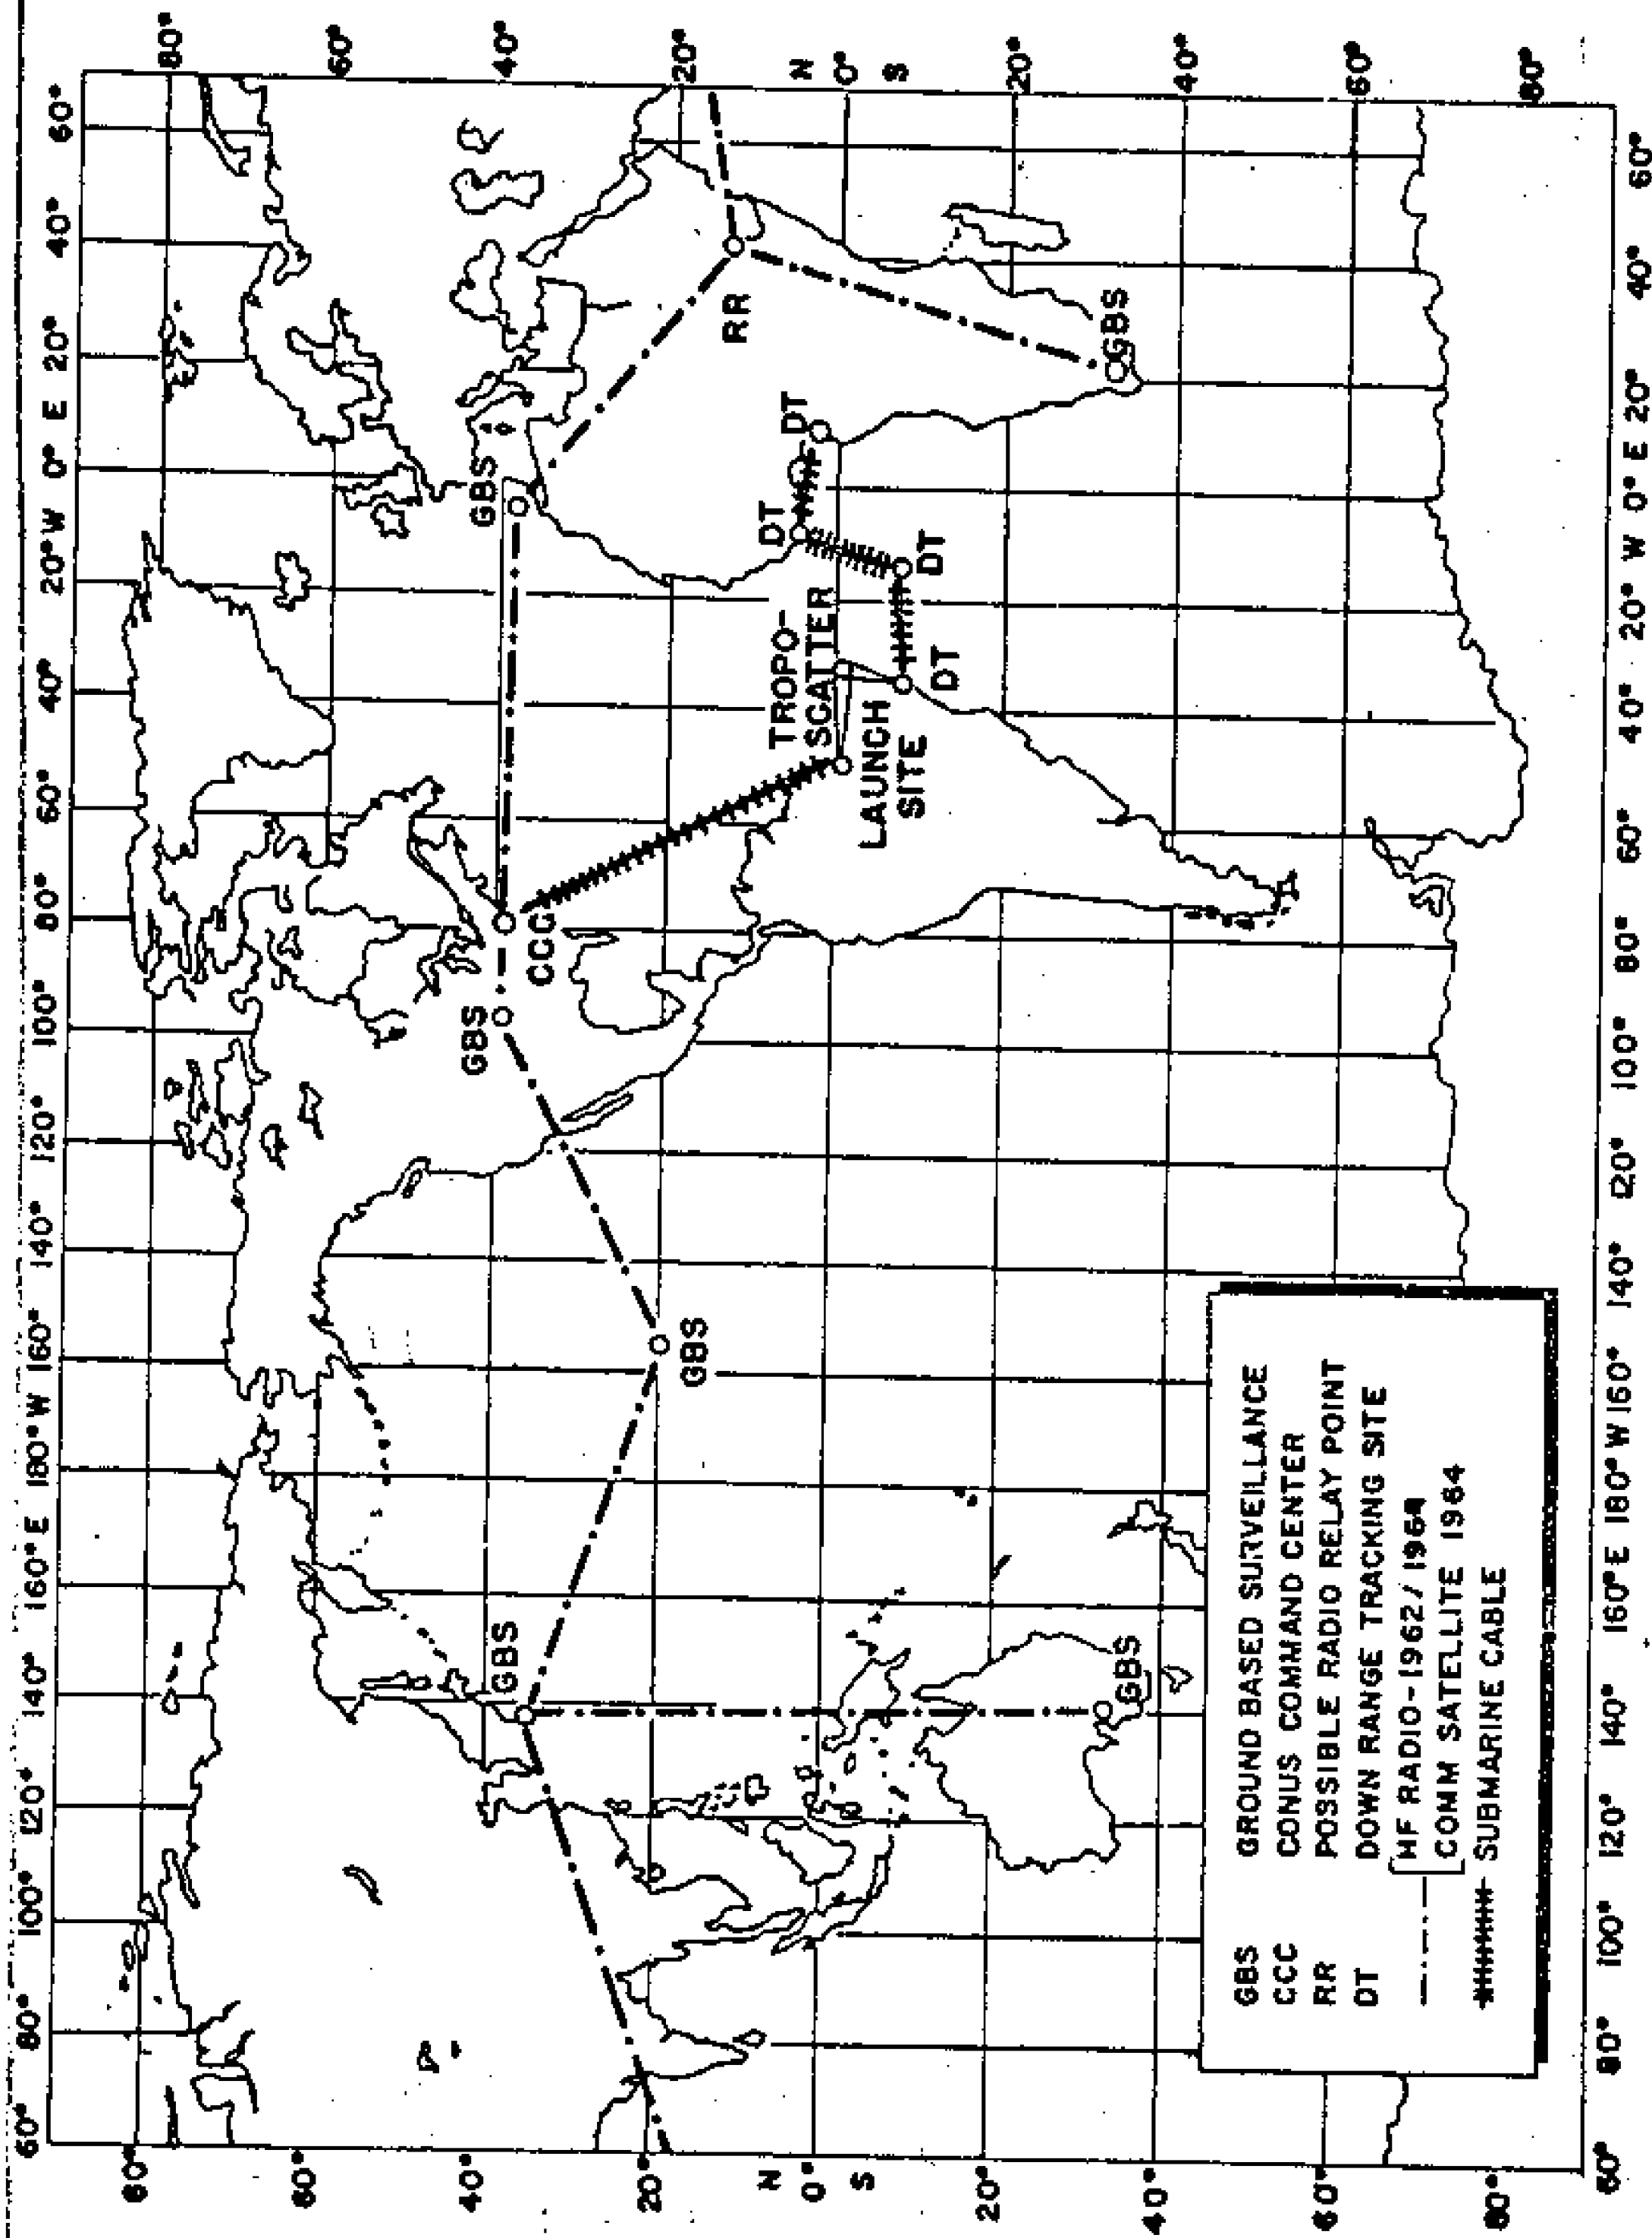 60° 80° 100° 120° 140° 160° E 180° W 160° 140° 120° 100° 80° 60° 40° 20° W 0° E 20° 40° 60°
80° 80°
60° 60°
40° 40°
20° 20°
N N
0° 0°
S S
20° 20°
40° 40°
60° 60°
80° 80°
GBS
GBS
GBS
GBS
CCC
GBS
RR
GBS
TROPO-
SCATTER
LAUNCH
SITE
DT
DT
DT
DT
GBS GROUND BASED SURVEILLANCE
CCC CONUS COMMAND CENTER
RR POSSIBLE RADIO RELAY POINT
DT DOWN RANGE TRACKING SITE
HF RADIO-1962/1964
COMM SATELLITE 1964
SUBMARINE CABLE
60° 80° 100° 120° 140° 160° E 180° W 160° 140° 120° 100° 80° 60° 40° 20° W 0° E 20° 40° 60°